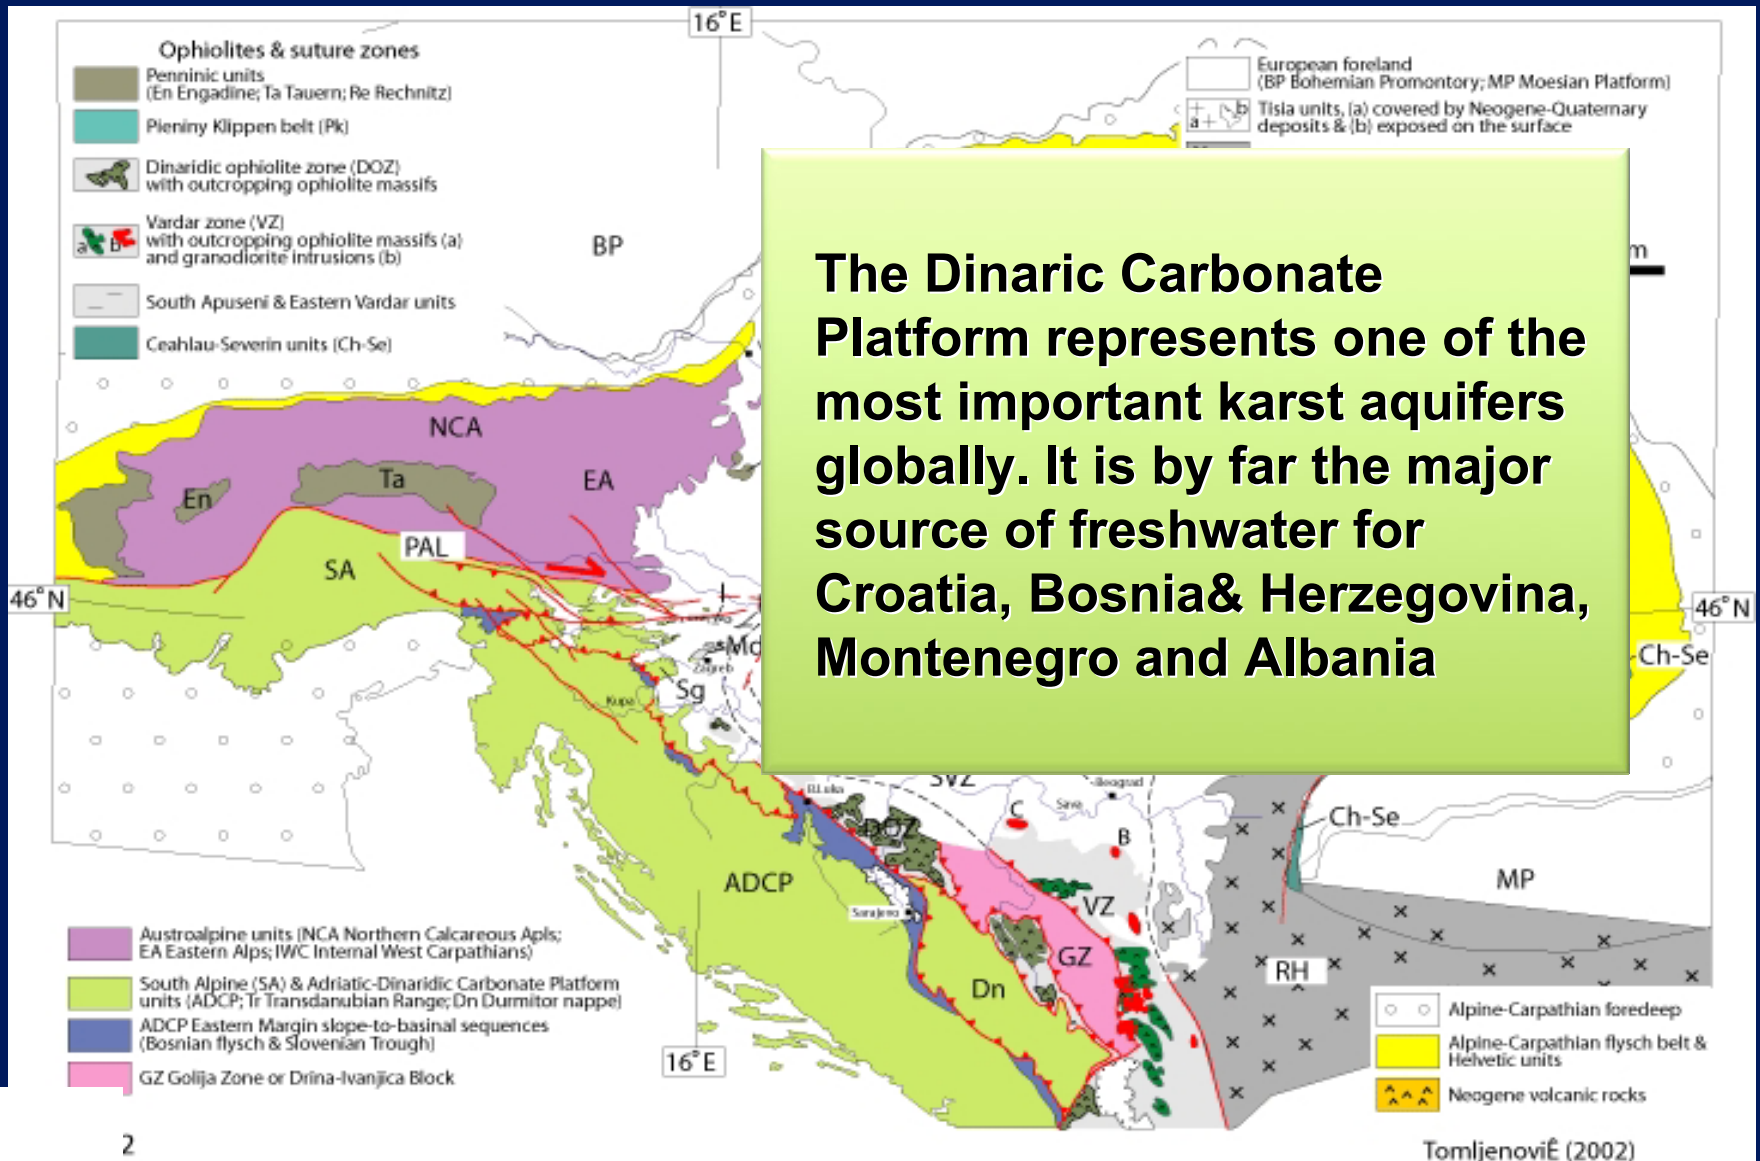 16°E
Ophiolites & suture zones
Penninic units
(En Engadine; Ta Tauern; Re Rechnitz)
Pieniny Klippen belt (Pk)
Dinaridic ophiolite zone (DOZ)
with outcropping ophiolite massifs
Vardar zone (VZ)
a b
with outcropping ophiolite massifs (a)
and granodiorite intrusions (b)
South Apuseni & Eastern Vardar units
Ceahlau-Severin units (Ch-Se)
European foreland
(BP Bohemian Promontory; MP Moesian Platform)
a b
Tisia units, (a) covered by Neogene-Quaternary
deposits & (b) exposed on the surface
m
BP
The Dinaric Carbonate
Platform represents one of the
most important karst aquifers
globally. It is by far the major
source of freshwater for
Croatia, Bosnia& Herzegovina,
Montenegro and Albania
NCA
Ta
En
EA
PAL
SA
46°N
46°N
Zagreb
Sg
Kupa
Ch-Se
SVZ
Beograd
B.Luka
Sava
C
B
DOZ
Ch-Se
ADCP
MP
Sarajevo
VZ
GZ
RH
Dn
16°E
Austroalpine units (NCA Northern Calcareous Apls;
EA Eastern Alps; IWC Internal West Carpathians)
South Alpine (SA) & Adriatic-Dinaridic Carbonate Platform
units (ADCP; Tr Transdanubian Range; Dn Durmitor nappe)
ADCP Eastern Margin slope-to-basinal sequences
(Bosnian flysch & Slovenian Trough)
GZ Golija Zone or Drina-Ivanjica Block
Alpine-Carpathian foredeep
Alpine-Carpathian flysch belt &
Helvetic units
Neogene volcanic rocks
2
TomljenoviÊ (2002)